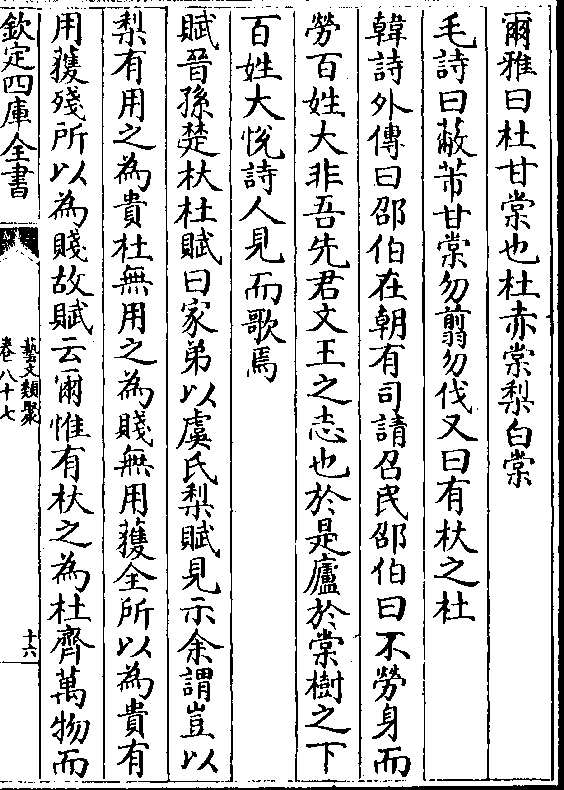 爾雅曰杜甘棠也杜赤棠梨白棠
毛詩曰蔽芾甘棠勿翦勿伐又曰有杕之杜
韓詩外傳曰邵伯在朝有司請召民邵伯曰不勞身而
勞百姓大非吾先君文王之志也於是廬於棠樹之下
百姓大悅詩人見而歌焉
賦晉孫楚杕杜賦曰家弟以虞氏梨賦見示余謂豈以
梨有用之為貴杜無用之為賤無用獲全所以為貴有
用獲殘所以為賤故賦云爾惟有杕之為杜齊萬物而
欽定四庫全書
藝文類聚
卷八十七
十六